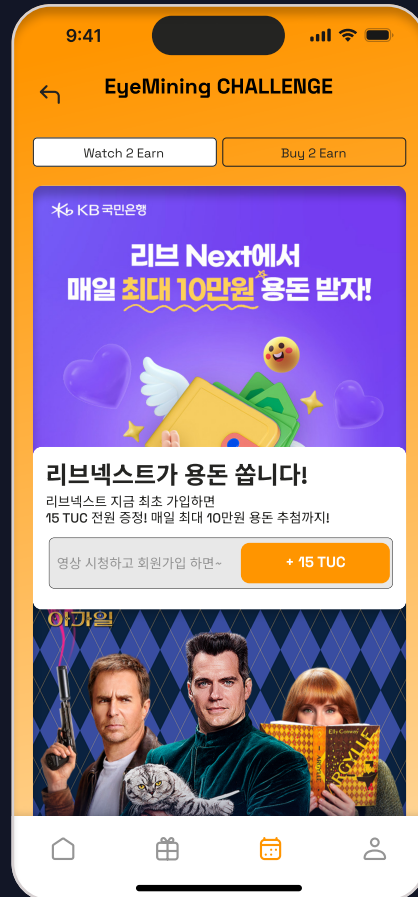 9:41
EyeMining CHALLENGE
Watch 2 Earn
Buy 2 Earn
KB국민은행
리브 Next에서
매일 최대 10만원 용돈 받자!
리브넥스트가 용돈 쏩니다!
리브넥스트 지금 최초 가입하면
15 TUC 전원 증정! 매일 최대 10만원 용돈 추첨까지!
영상 시청하고 회원가입 하면~
+ 15 TUC
아가일
Elly Conway
ARGYLLE